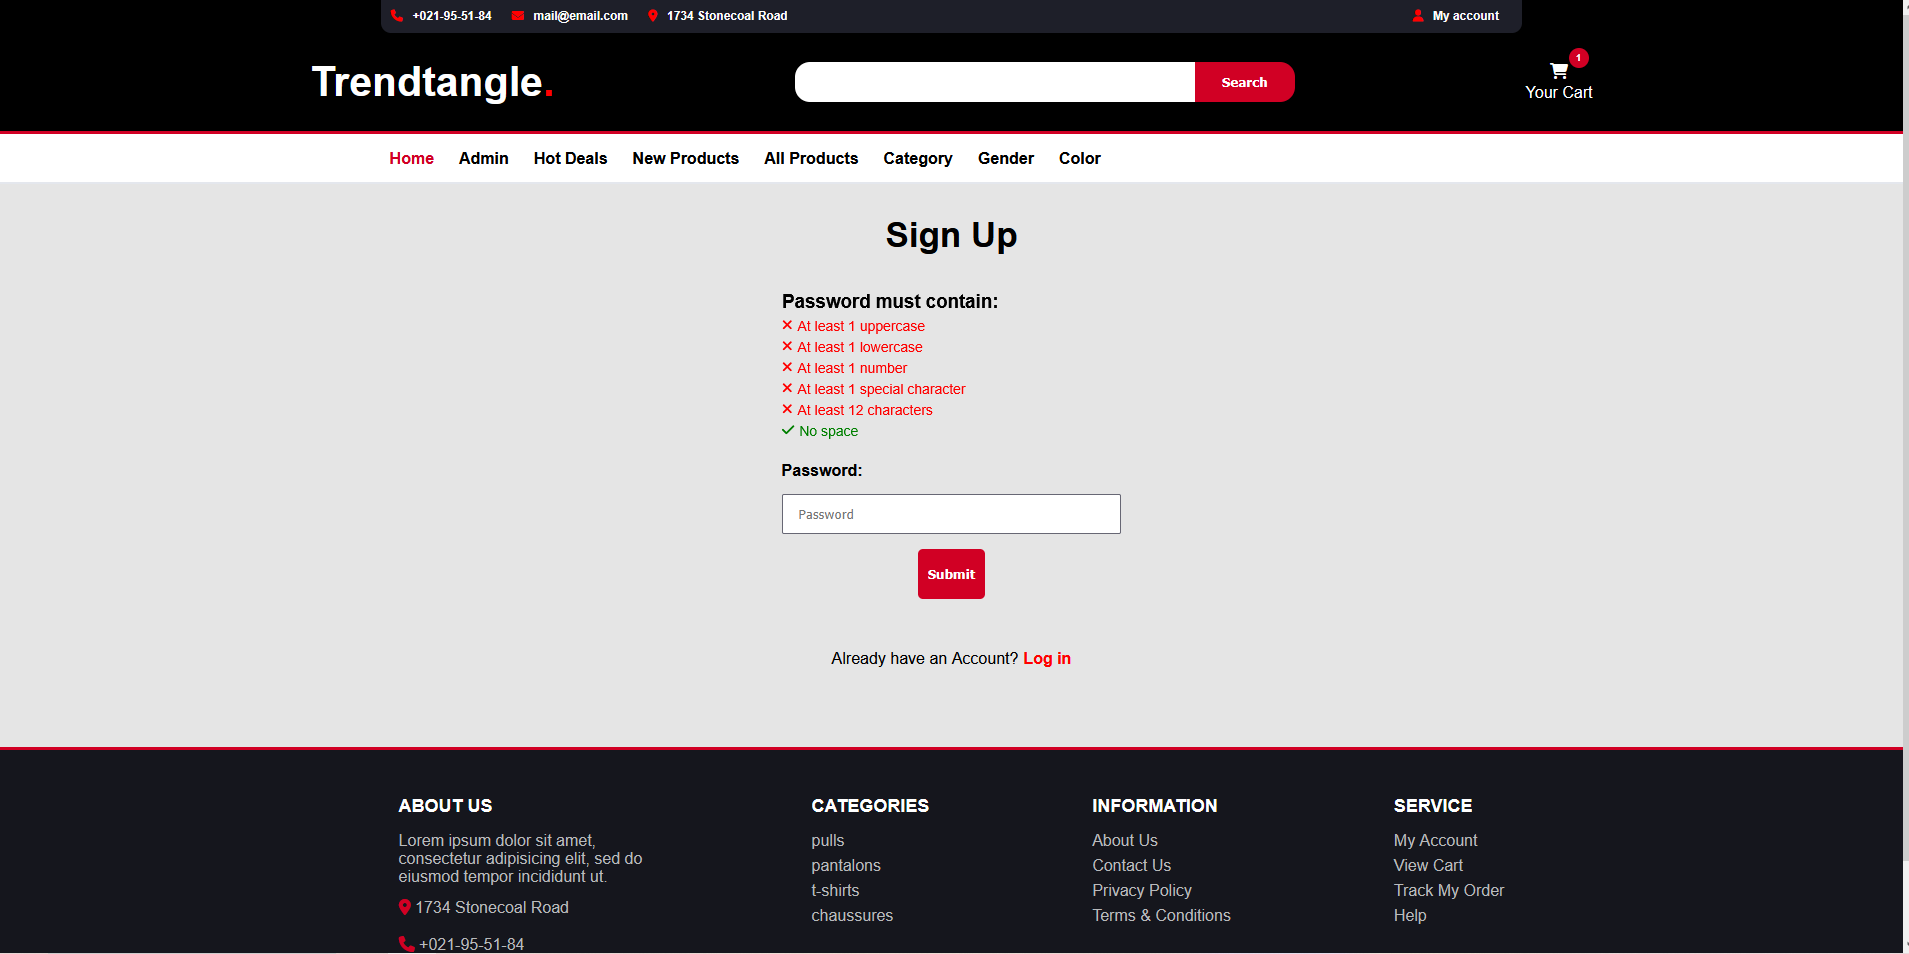 +021-95-51-84 mail@email.com 1734 Stonecoal Road My account
Trendtangle.
Search
1
Your Cart
Home Admin Hot Deals New Products All Products Category Gender Color
Sign Up
Password must contain:
At least 1 uppercase
At least 1 lowercase
At least 1 number
At least 1 special character
At least 12 characters
No space
Password:
Password
Submit
Already have an Account? Log in
ABOUT US
Lorem ipsum dolor sit amet,
consectetur adipisicing elit, sed do
eiusmod tempor incididunt ut.
1734 Stonecoal Road
+021-95-51-84
CATEGORIES
pulls
pantalons
t-shirts
chaussures
INFORMATION
About Us
Contact Us
Privacy Policy
Terms & Conditions
SERVICE
My Account
View Cart
Track My Order
Help